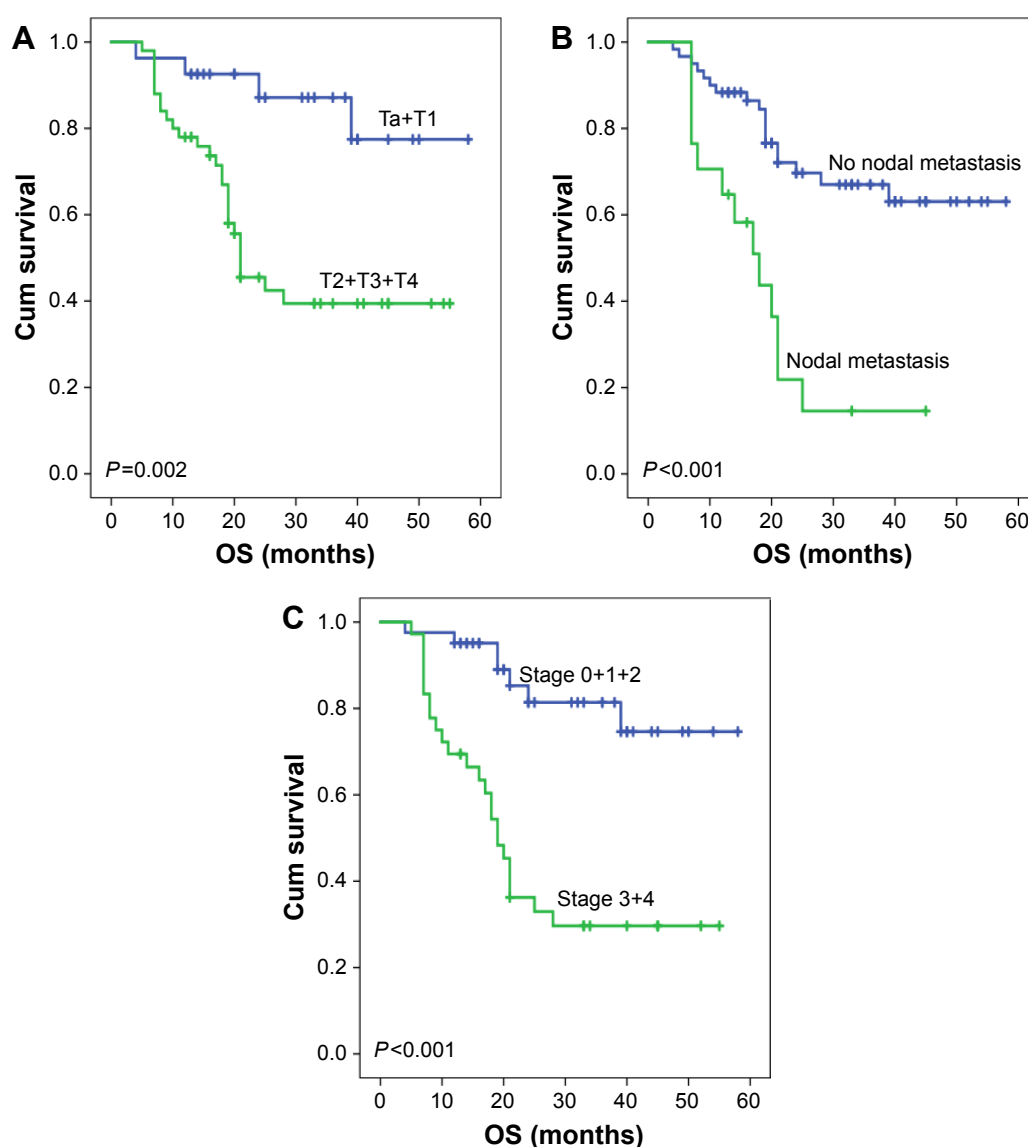 A
1.0
0.8
0.6
0.4
0.2
0.0
Cum survival
Ta+T1
T2+T3+T4
P=0.002
0 10 20 30 40 50 60
OS (months)
B
1.0
0.8
0.6
0.4
0.2
0.0
Cum survival
No nodal metastasis
Nodal metastasis
P<0.001
0 10 20 30 40 50 60
OS (months)
C
1.0
0.8
0.6
0.4
0.2
0.0
Cum survival
Stage 0+1+2
Stage 3+4
P<0.001
0 10 20 30 40 50 60
OS (months)